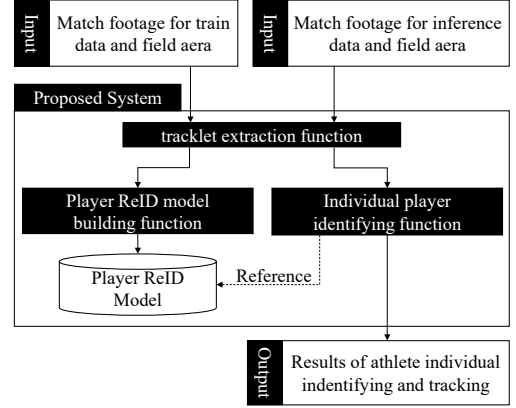 Input
Match footage for train
data and field aera
Input
Match footage for inference
data and field aera
Proposed System
tracklet extraction function
Player ReID model
building function
Individual player
identifying function
Player ReID
Model
Reference
Output
Results of athlete individual
indentifying and tracking